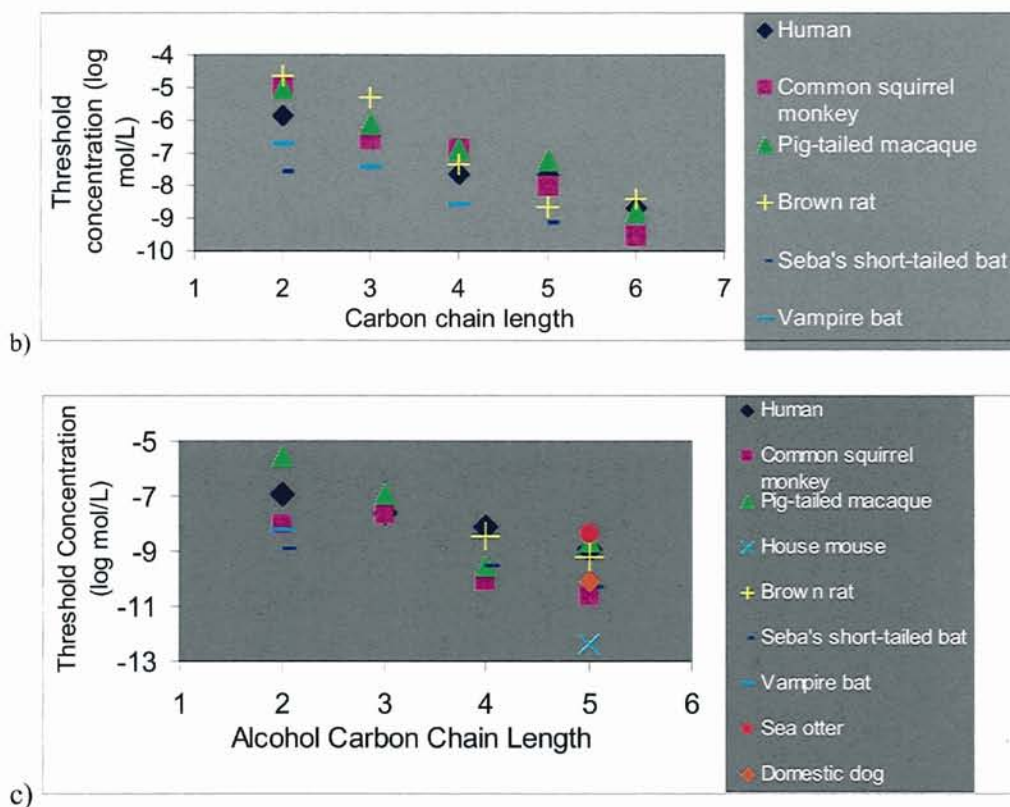 Threshold
concentration (log
mol/L)
-4
-5
-6
-7
-8
-9
-10
1 2 3 4 5 6 7
Carbon chain length
Human
Common squirrel
monkey
Pig-tailed macaque
Brown rat
Seba's short-tailed bat
Vampire bat
b)
Threshold Concentration
(log mol/L)
-5
-7
-9
-11
-13
1 2 3 4 5 6
Alcohol Carbon Chain Length
Human
Common squirrel
monkey
Pig-tailed macaque
House mouse
Brown rat
Seba's short-tailed bat
Vampire bat
Sea otter
Domestic dog
c)